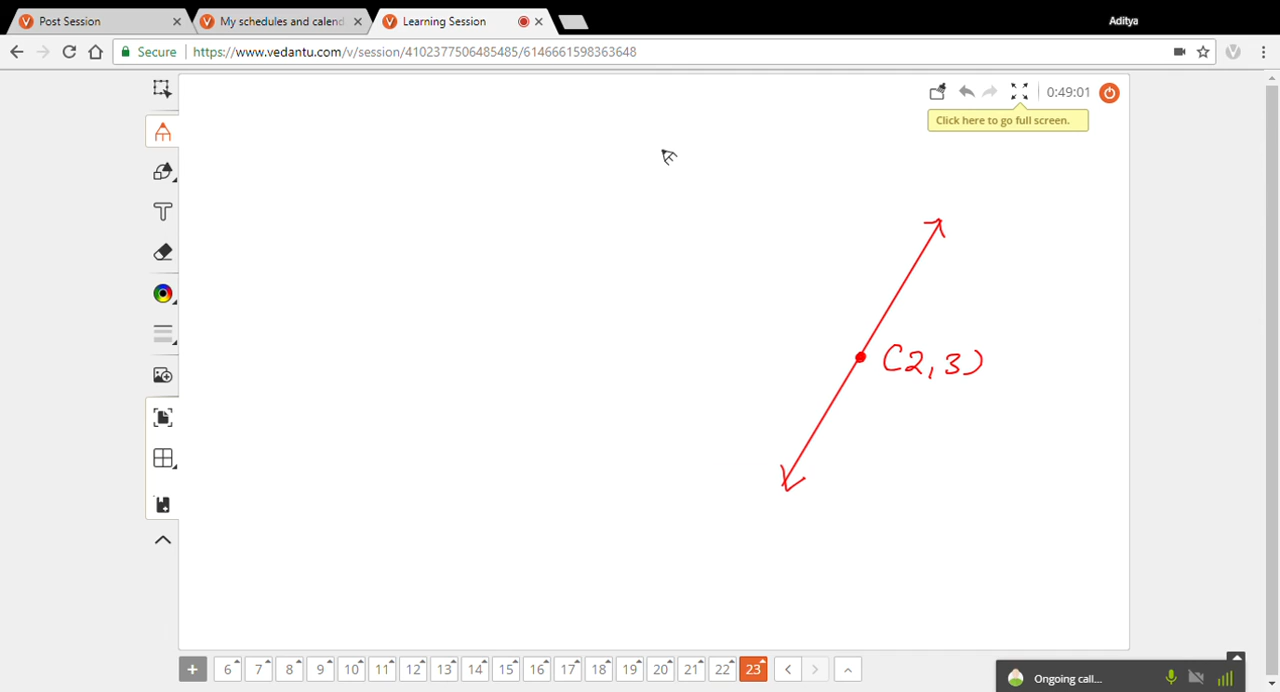 Post Session
My schedules and calend
Learning Session
Aditya
Secure
https://www.vedantu.com/v/session/4102377506485485/6146661598363648
0:49:01
Click here to go full screen.
(2,3)
6 7 8 9 10 11 12 13 14 15 16 17 18 19 20 21 22 23
Ongoing call...